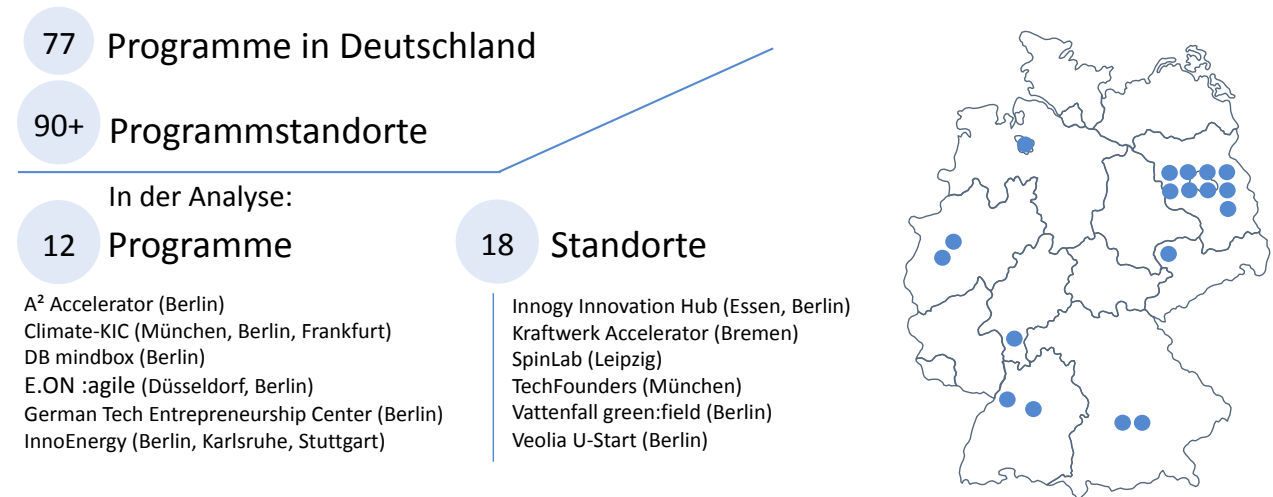 77 Programme in Deutschland
90+ Programmstandorte
In der Analyse:
12 Programme
A² Accelerator (Berlin)
Climate-KIC (München, Berlin, Frankfurt)
DB mindbox (Berlin)
E.ON :agile (Düsseldorf, Berlin)
German Tech Entrepreneurship Center (Berlin)
InnoEnergy (Berlin, Karlsruhe, Stuttgart)
18 Standorte
Innogy Innovation Hub (Essen, Berlin)
Kraftwerk Accelerator (Bremen)
SpinLab (Leipzig)
TechFounders (München)
Vattenfall green:field (Berlin)
Veolia U-Start (Berlin)